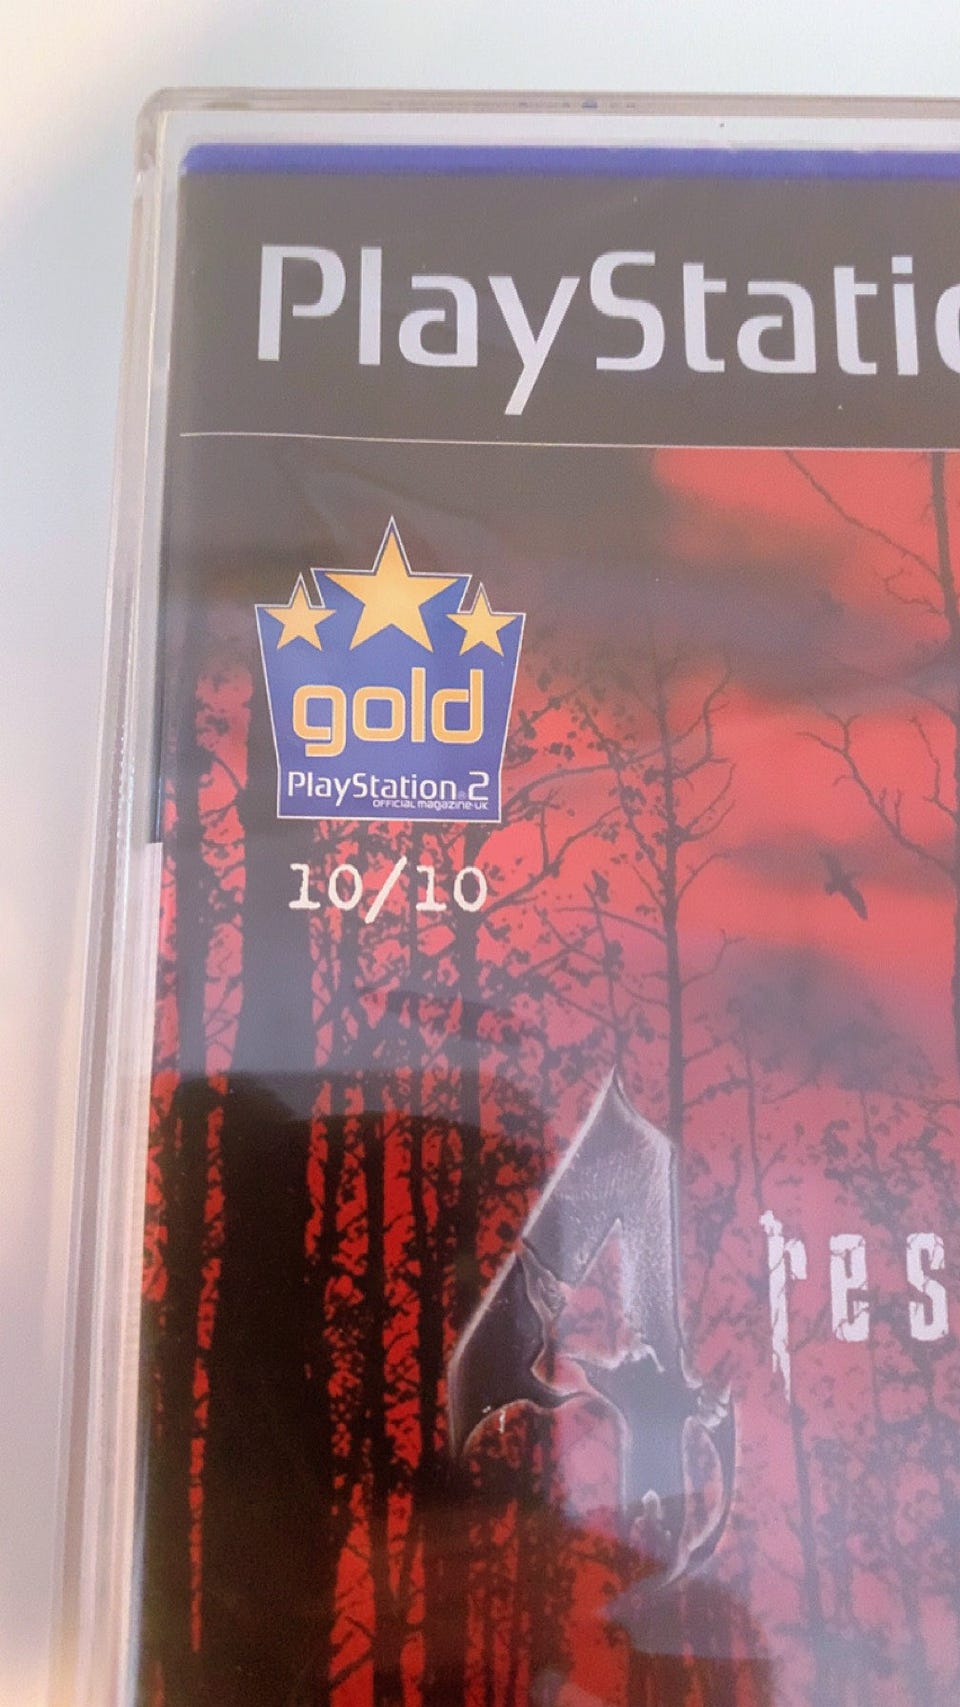 PlayStatio
gold
PlayStation®2
OFFICIAL MAGAZINE·UK
10/10
4
res